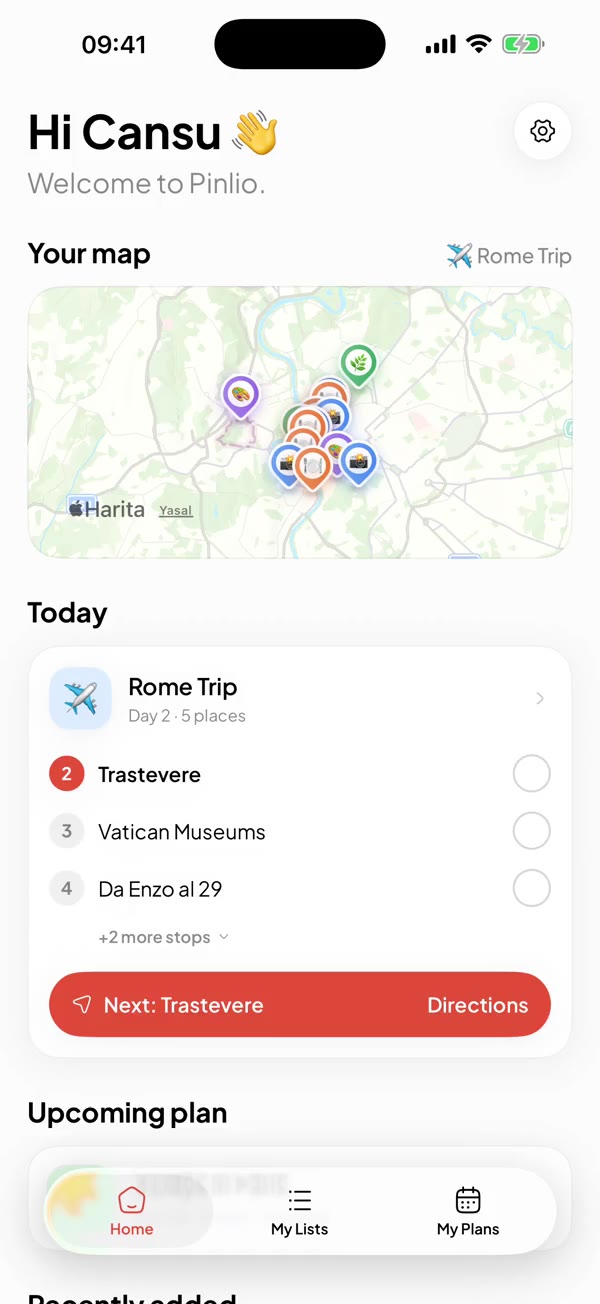 09:41
Hi Cansu 👋
Welcome to Pinlio.
Your map
✈️ Rome Trip
Harita Yasal
Today
Rome Trip
Day 2 · 5 places
2 Trastevere
3 Vatican Museums
4 Da Enzo al 29
+2 more stops
Next: Trastevere Directions
Upcoming plan
Home My Lists My Plans
Recently added